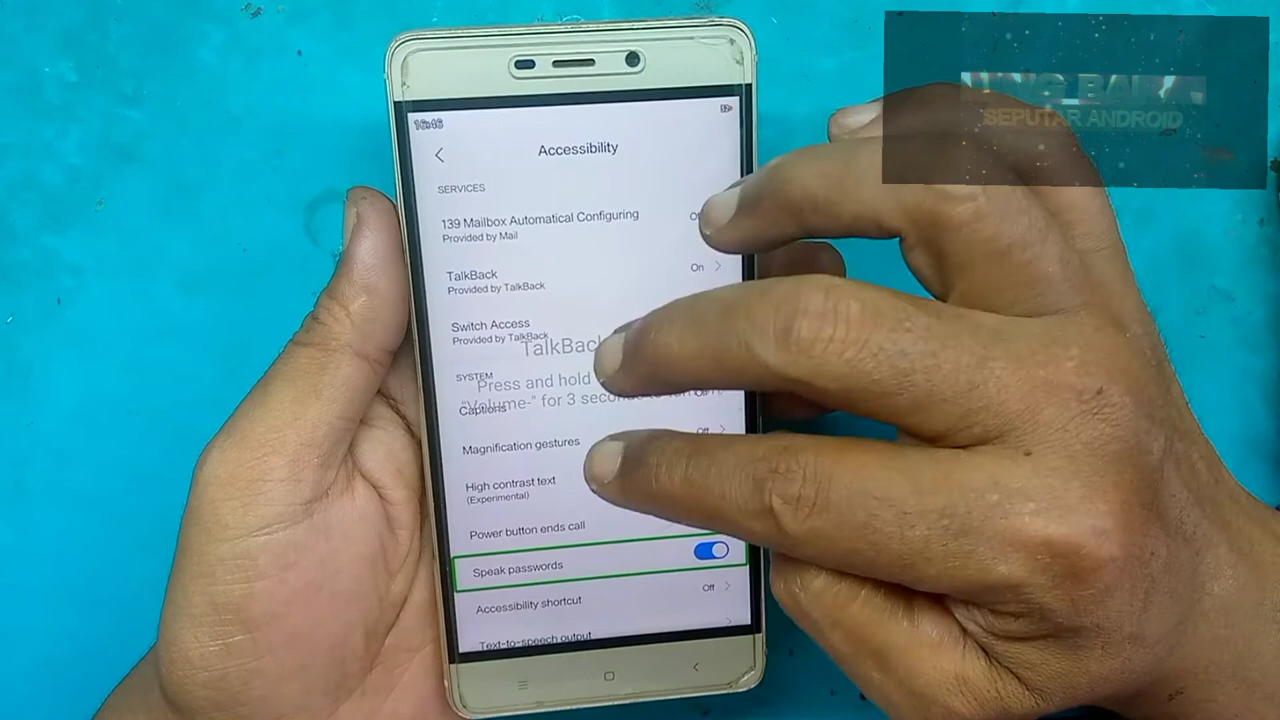 16:46
Accessibility
SERVICES
139 Mailbox Automatical Configuring
Provided by Mail
TalkBack
On
Provided by TalkBack
Switch Access
Provided by TalkBack
TalkBack
SYSTEM
Press and hold
Captions
"Volume-" for 3
Magnification gestures
Off
High contrast text
(Experimental)
Power button ends call
Speak passwords
Accessibility shortcut
Off
Text-to-speech output
SEPUTAR ANDROID